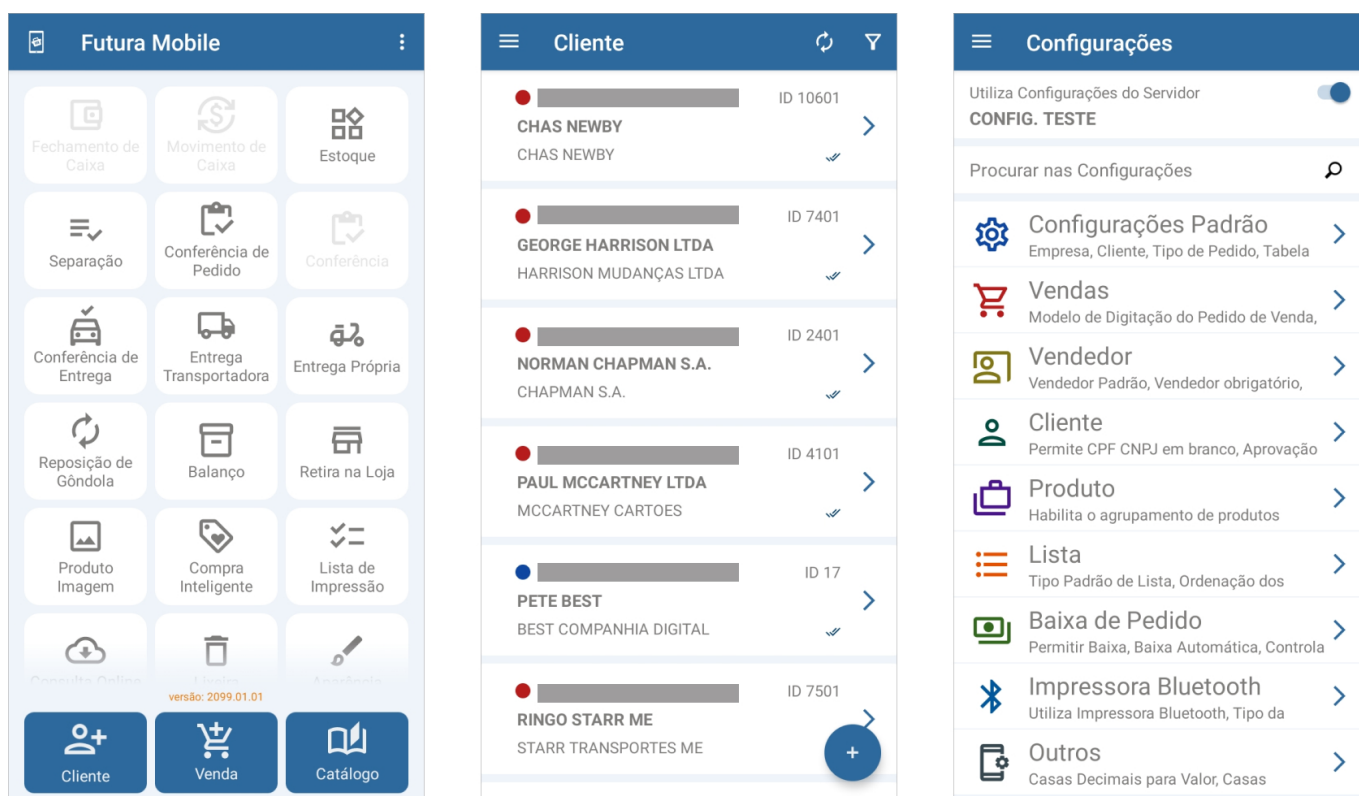 Futura Mobile
Fechamento de
Caixa
Movimento de
Caixa
Estoque
Separação
Conferência de
Pedido
Conferência
Conferência de
Entrega
Entrega
Transportadora
Entrega Própria
Reposição de
Gôndola
Balanço
Retira na Loja
Produto
Imagem
Compra
Inteligente
Lista de
Impressão
Consulta Online
versão: 2099.01.01
Cliente
Venda
Catálogo
Cliente
ID 10601
CHAS NEWBY
CHAS NEWBY
ID 7401
GEORGE HARRISON LTDA
HARRISON MUDANÇAS LTDA
ID 2401
NORMAN CHAPMAN S.A.
CHAPMAN S.A.
ID 4101
PAUL MCCARTNEY LTDA
MCCARTNEY CARTOES
ID 17
PETE BEST
BEST COMPANHIA DIGITAL
ID 7501
RINGO STARR ME
STARR TRANSPORTES ME
Configurações
Utiliza Configurações do Servidor
CONFIG. TESTE
Procurar nas Configurações
Configurações Padrão
Empresa, Cliente, Tipo de Pedido, Tabela
Vendas
Modelo de Digitação do Pedido de Venda,
Vendedor
Vendedor Padrão, Vendedor obrigatório,
Cliente
Permite CPF CNPJ em branco, Aprovação
Produto
Habilita o agrupamento de produtos
Lista
Tipo Padrão de Lista, Ordenação dos
Baixa de Pedido
Permitir Baixa, Baixa Automática, Controla
Impressora Bluetooth
Utiliza Impressora Bluetooth, Tipo da
Outros
Casas Decimais para Valor, Casas